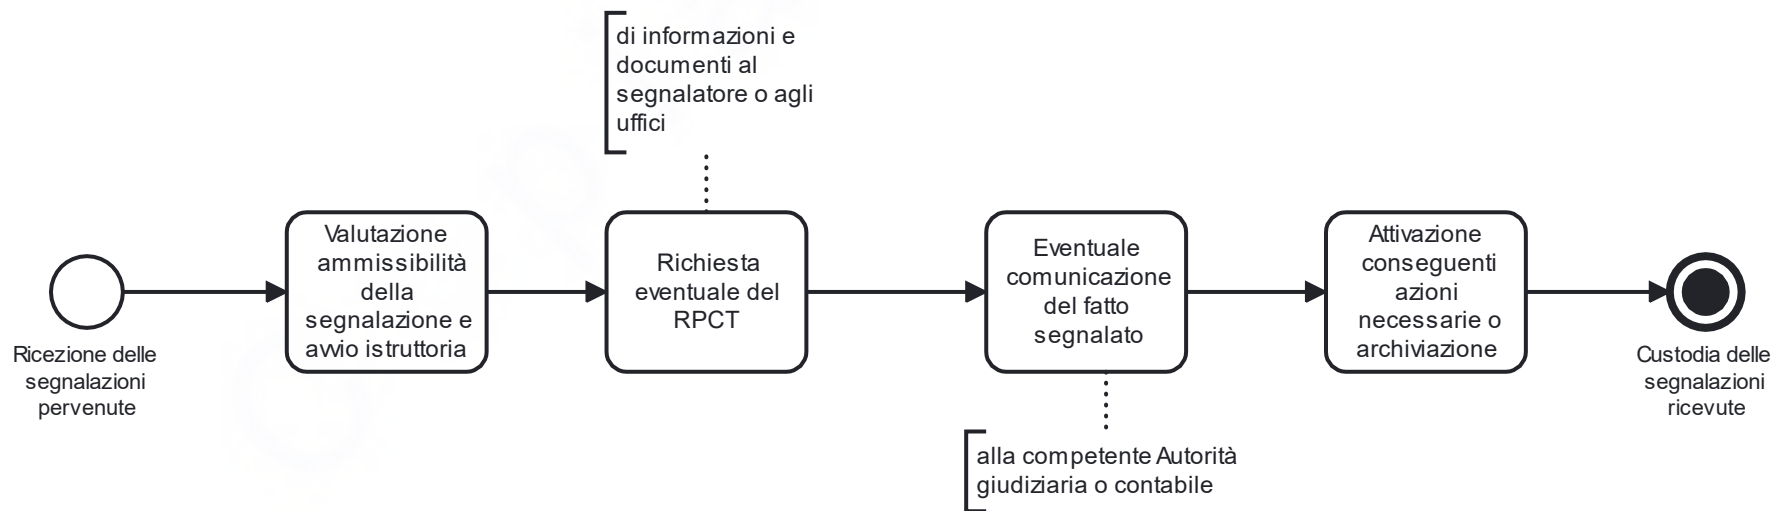 di informazioni e
documenti al
segnalatore o agli
uffici
Ricezione delle
segnalazioni
pervenute
Valutazione
ammissibilità
della
segnalazione e
avvio istruttoria
Richiesta
eventuale del
RPCT
Eventuale
comunicazione
del fatto
segnalato
alla competente Autorità
giudiziaria o contabile
Attivazione
conseguenti
azioni
necessarie o
archiviazione
Custodia delle
segnalazioni
ricevute